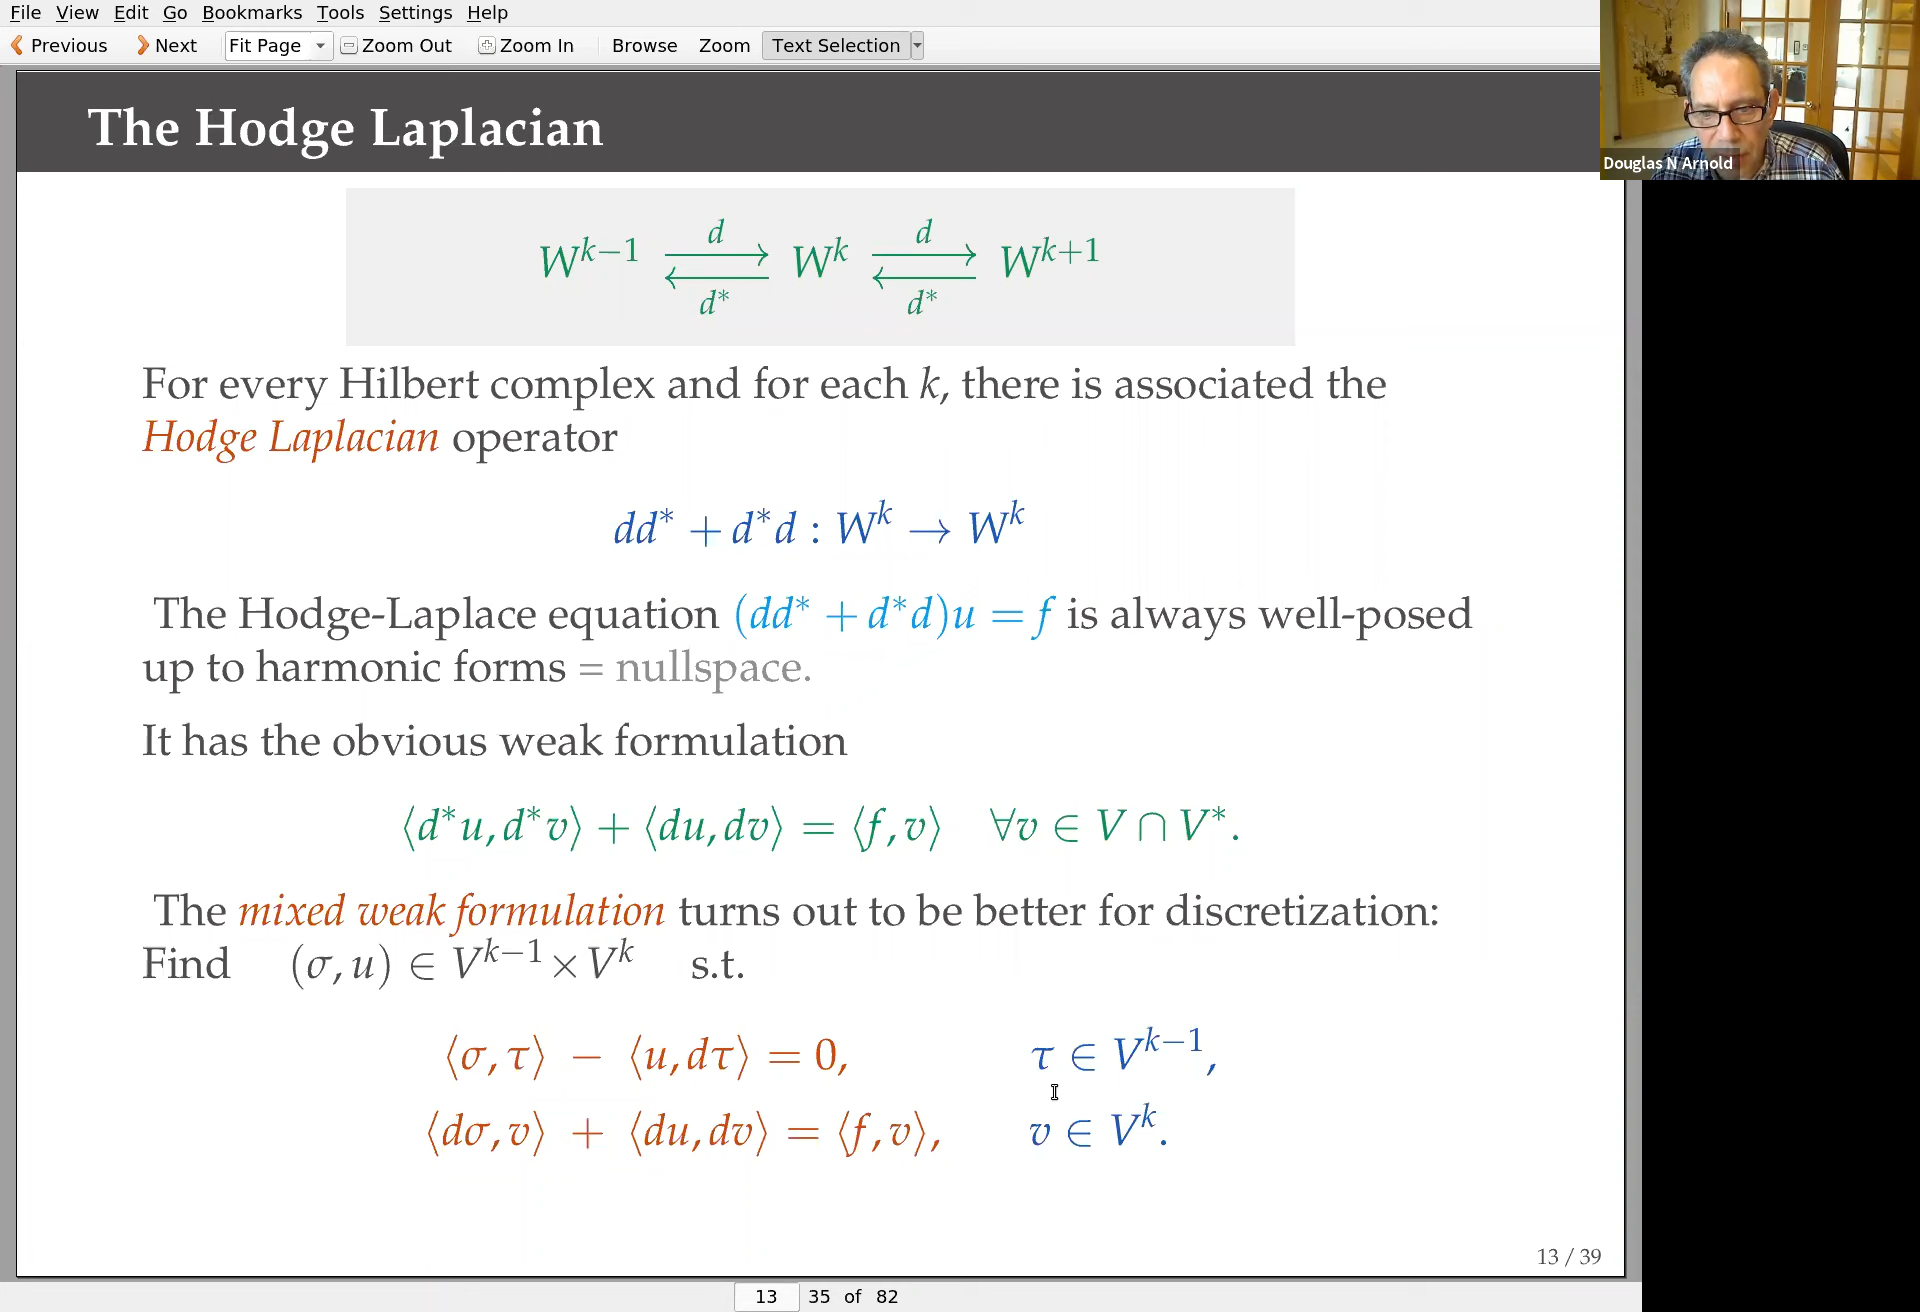 File View Edit Go Bookmarks Tools Settings Help
Previous Next Fit Page Zoom Out Zoom In Browse Zoom Text Selection
Douglas N Arnold
The Hodge Laplacian
W^{k−1} ⇄ W^k ⇄ W^{k+1}
d d
d* d*
For every Hilbert complex and for each k, there is associated the
Hodge Laplacian operator
dd* + d*d : W^k → W^k
The Hodge-Laplace equation (dd* + d*d)u = f is always well-posed
up to harmonic forms = nullspace.
It has the obvious weak formulation
⟨d*u, d*v⟩ + ⟨du, dv⟩ = ⟨f, v⟩ ∀v ∈ V ∩ V*.
The mixed weak formulation turns out to be better for discretization:
Find (σ, u) ∈ V^{k−1} × V^k s.t.
⟨σ, τ⟩ − ⟨u, dτ⟩ = 0, τ ∈ V^{k−1},
⟨dσ, v⟩ + ⟨du, dv⟩ = ⟨f, v⟩, v ∈ V^k.
13 / 39
13 35 of 82